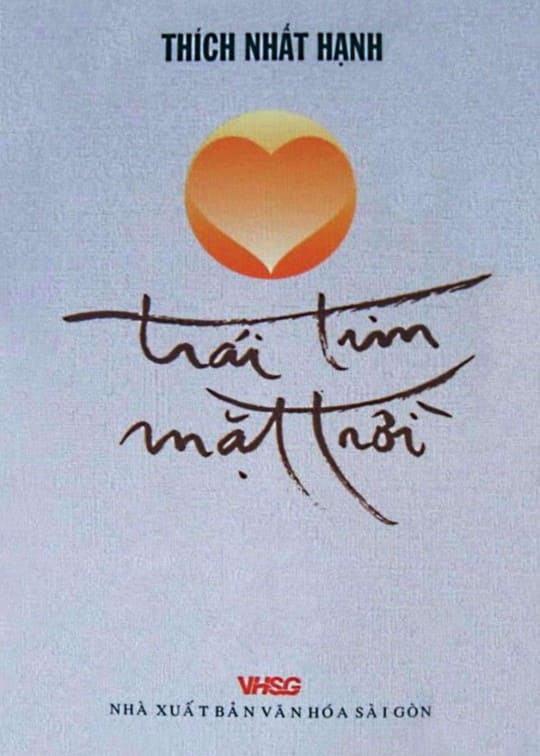 THÍCH NHẤT HẠNH
trái tim
mặt trời
VHSG
NHÀ XUẤT BẢN VĂN HÓA SÀI GÒN